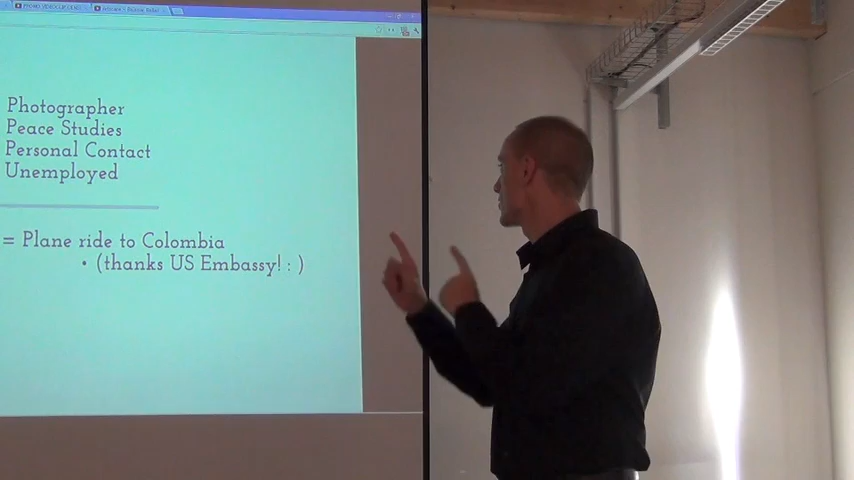 Photographer
Peace Studies
Personal Contact
Unemployed
= Plane ride to Colombia
• (thanks US Embassy! : )